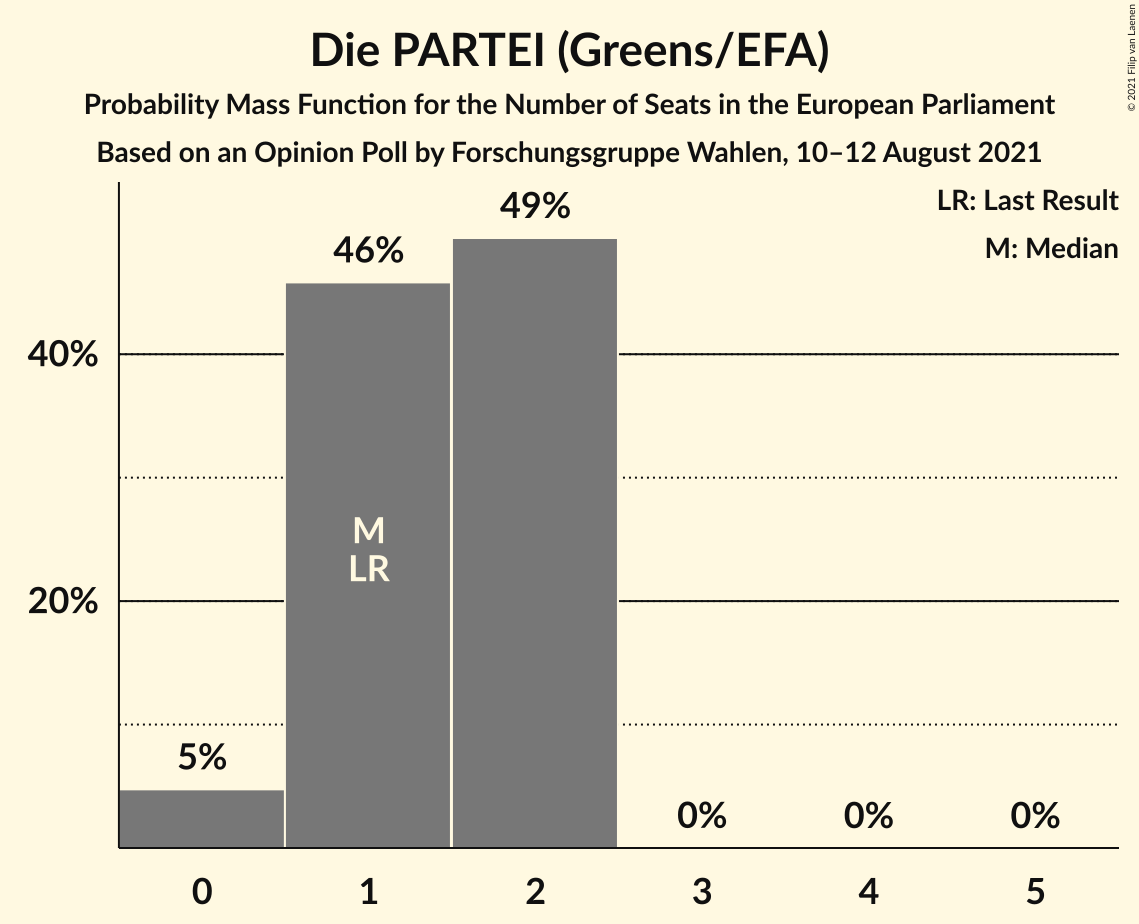 Die PARTEI (Greens/EFA)
Probability Mass Function for the Number of Seats in the European Parliament
Based on an Opinion Poll by Forschungsgruppe Wahlen, 10–12 August 2021
© 2021 Filip van Laenen
LR: Last Result
M: Median
49%
46%
40%
M
LR
20%
5%
0% 0% 0%
0 1 2 3 4 5